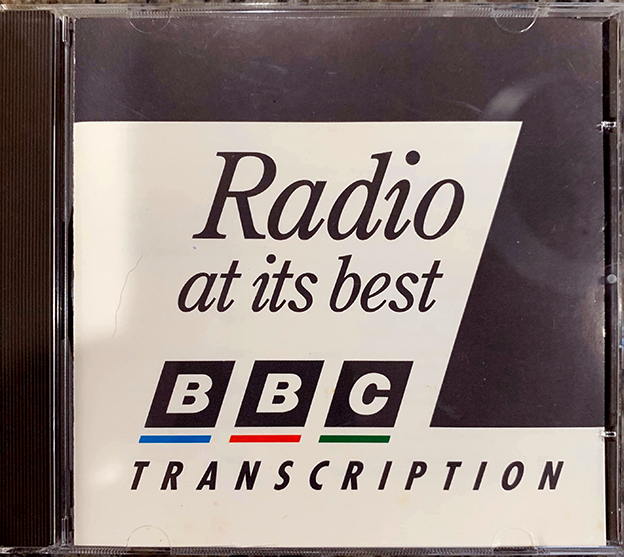 Radio
at its best
BBC
TRANSCRIPTION